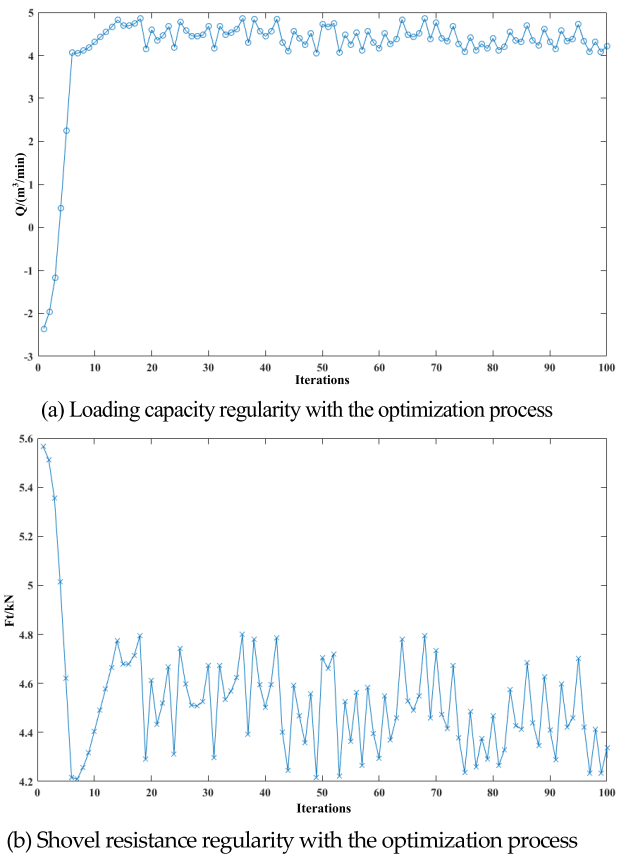 5
4
3
2
1
0
-1
-2
-3
Q/(m³/min)
0 10 20 30 40 50 60 70 80 90 100
Iterations
(a) Loading capacity regularity with the optimization process
5.6
5.4
5.2
5
4.8
4.6
4.4
4.2
Ft/kN
0 10 20 30 40 50 60 70 80 90 100
Iterations
(b) Shovel resistance regularity with the optimization process